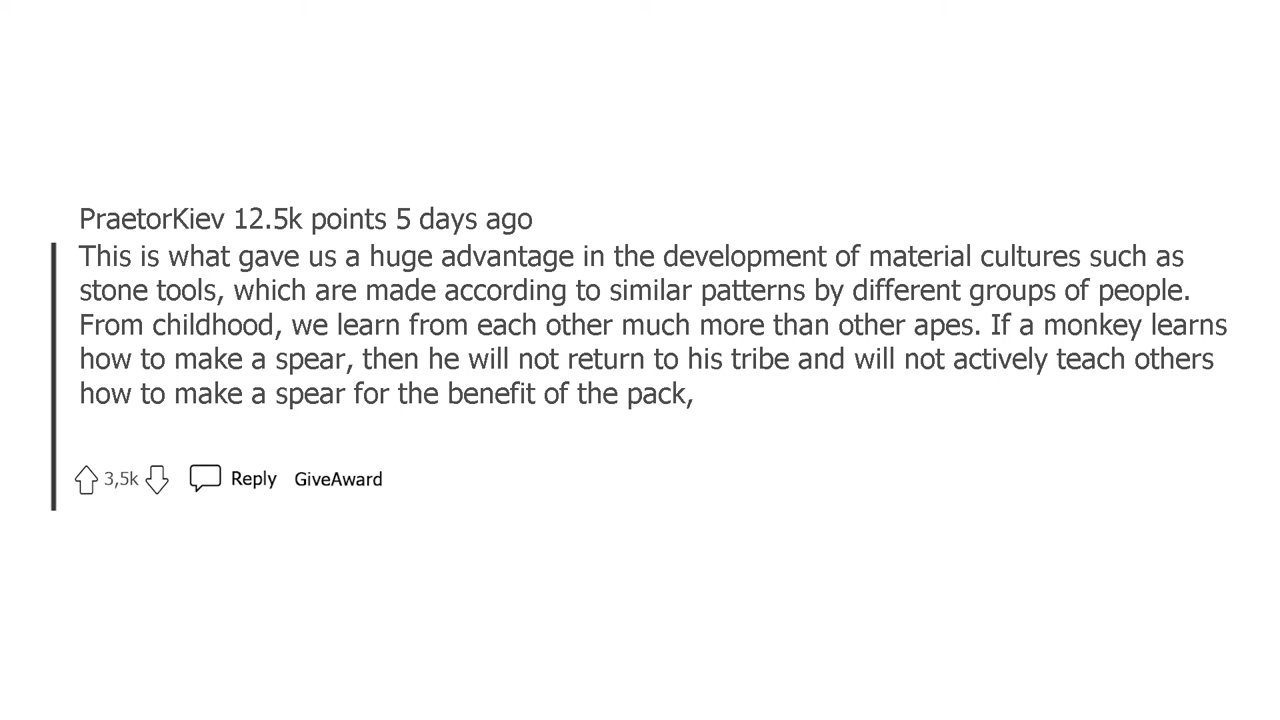 PraetorKiev 12.5k points 5 days ago
This is what gave us a huge advantage in the development of material cultures such as
stone tools, which are made according to similar patterns by different groups of people.
From childhood, we learn from each other much more than other apes. If a monkey learns
how to make a spear, then he will not return to his tribe and will not actively teach others
how to make a spear for the benefit of the pack,
3,5k Reply GiveAward